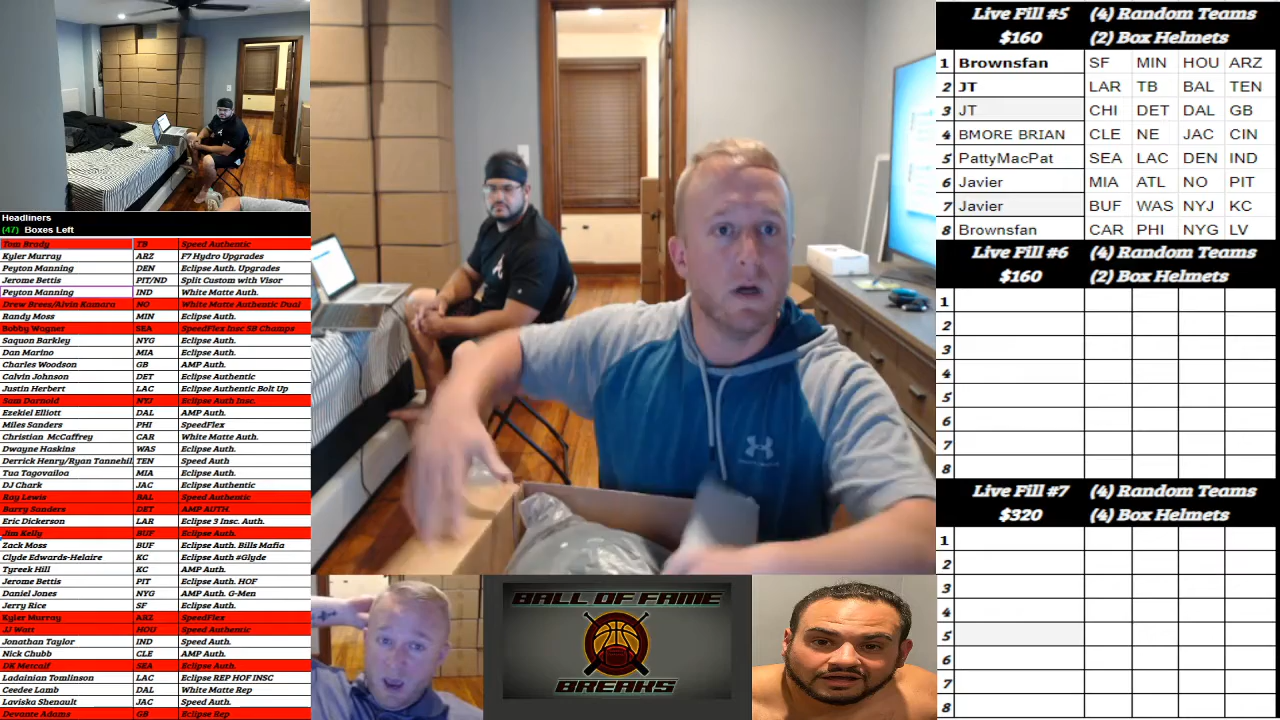 Headliners
(47) Boxes Left
Tom Brady TB Speed Authentic
Kyler Murray ARZ F7 Hydro Upgrades
Peyton Manning DEN Eclipse Auth. Upgrades
Jerome Bettis PIT/ND Split Custom with Visor
Peyton Manning IND White Matte Auth.
Drew Brees/Alvin Kamara NO White Matte Authentic Dual
Randy Moss MIN Eclipse Auth.
Bobby Wagner SEA SpeedFlex Insc SB Champs
Saquon Barkley NYG Eclipse Auth.
Dan Marino MIA Eclipse Auth.
Charles Woodson GB AMP Auth.
Calvin Johnson DET Eclipse Authentic
Justin Herbert LAC Eclipse Authentic Bolt Up
Sam Darnold NYJ Eclipse Auth Insc.
Ezekiel Elliott DAL AMP Auth.
Miles Sanders PHI SpeedFlex
Christian McCaffrey CAR White Matte Auth.
Dwayne Haskins WAS Eclipse Auth.
Derrick Henry/Ryan Tannehil TEN Speed Auth
Tua Tagovailoa MIA Eclipse Auth.
DJ Chark JAC Eclipse Authentic
Ray Lewis BAL Speed Authentic
Barry Sanders DET AMP AUTH.
Eric Dickerson LAR Eclipse 3 Insc. Auth.
Jim Kelly BUF Eclipse Auth.
Zack Moss BUF Eclipse Auth. Bills Mafia
Clyde Edwards-Helaire KC Eclipse Auth #Glyde
Tyreek Hill KC AMP Auth.
Jerome Bettis PIT Eclipse Auth. HOF
Daniel Jones NYG AMP Auth. G-Men
Jerry Rice SF Eclipse Auth.
Kyler Murray ARZ SpeedFlex
JJ Watt HOU Speed Authentic
Jonathan Taylor IND Speed Auth.
Nick Chubb CLE AMP Auth.
DK Metcalf SEA Eclipse Auth.
Ladainian Tomlinson LAC Eclipse REP HOF INSC
Ceedee Lamb DAL White Matte Rep
Laviska Shenault JAC Speed Auth.
Devante Adams GB Eclipse Rep
UNDER ARMOUR
BALL OF FAME
BREAKS
Live Fill #5 (4) Random Teams
$160 (2) Box Helmets
1 Brownsfan SF MIN HOU ARZ
2 JT LAR TB BAL TEN
3 JT CHI DET DAL GB
4 BMORE BRIAN CLE NE JAC CIN
5 PattyMacPat SEA LAC DEN IND
6 Javier MIA ATL NO PIT
7 Javier BUF WAS NYJ KC
8 Brownsfan CAR PHI NYG LV
Live Fill #6 (4) Random Teams
$160 (2) Box Helmets
1
2
3
4
5
6
7
8
Live Fill #7 (4) Random Teams
$320 (4) Box Helmets
1
2
3
4
5
6
7
8